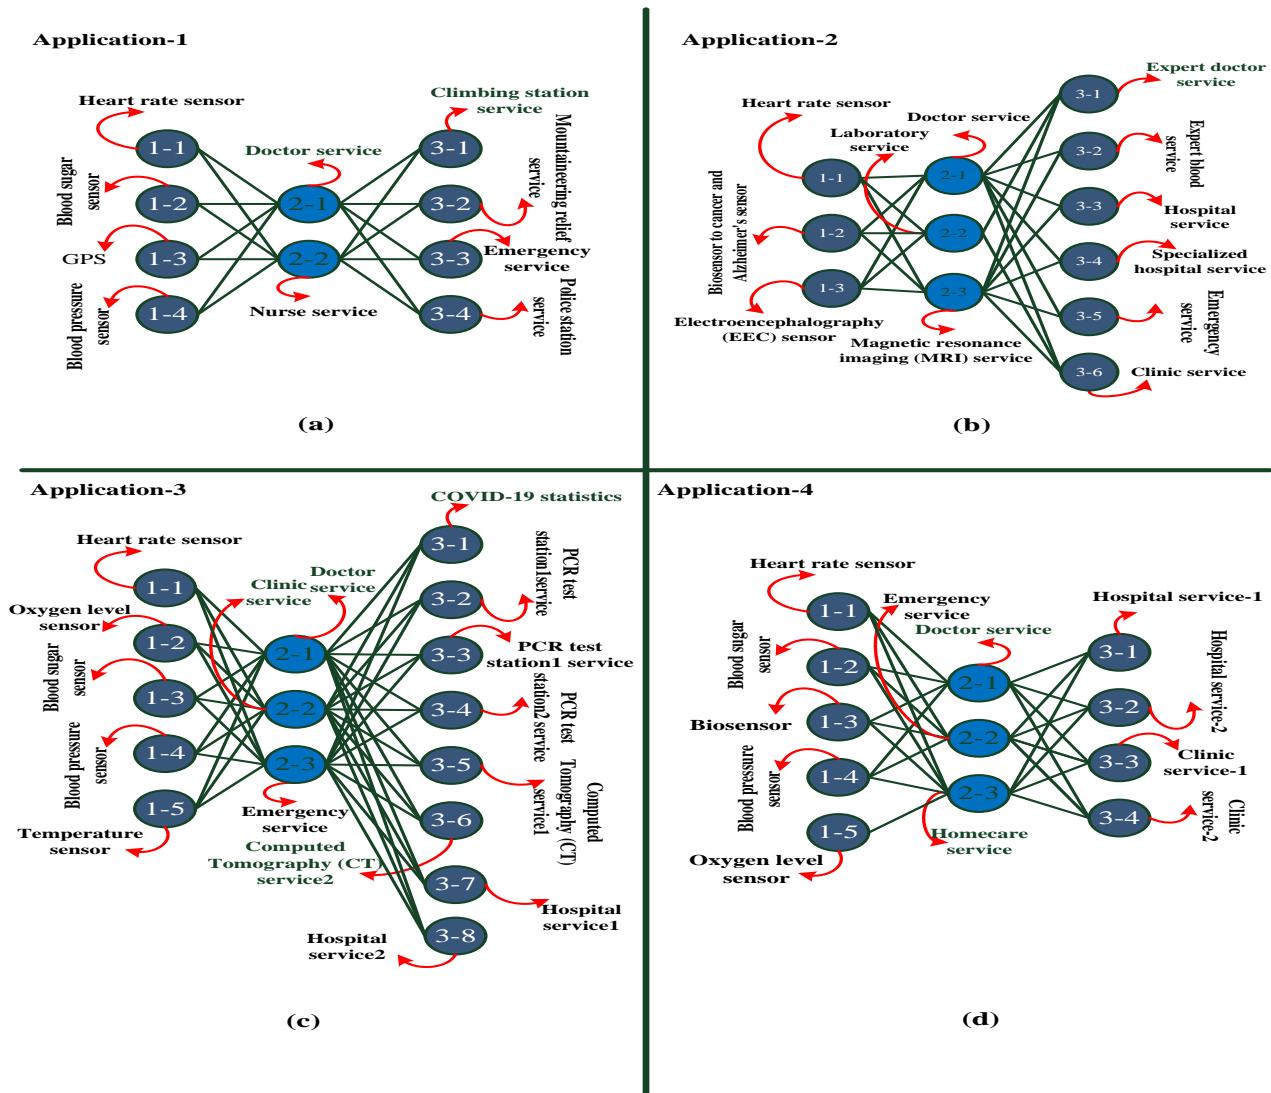 Application-1
Heart rate sensor
1-1
Blood sugar
sensor
1-2
GPS
1-3
Blood pressure
sensor
1-4
Doctor service
2-1
2-2
Nurse service
Climbing station
service
3-1
Mountaineering relief
service
3-2
3-3
Emergency
service
3-4
Police station
service
(a)
Application-2
Heart rate sensor
1-1
Biosensor to cancer and
Alzheimer's sensor
1-2
1-3
Electroencephalography
(EEC) sensor
Laboratory
service
Doctor service
2-1
2-2
2-3
Magnetic resonance
imaging (MRI) service
Expert doctor
service
3-1
Expert blood
service
3-2
3-3
Hospital
service
3-4
Specialized
hospital service
3-5
Emergency
service
3-6
Clinic service
(b)
Application-3
Heart rate sensor
1-1
Oxygen level
sensor
1-2
Blood sugar
sensor
1-3
Blood pressure
sensor
1-4
1-5
Temperature
sensor
Clinic
service
Doctor
service
2-1
2-2
2-3
Emergency
service
COVID-19 statistics
3-1
PCR test
station1service
3-2
3-3
PCR test
station1 service
3-4
PCR test
station2 service
3-5
Computed
Tomography (CT)
service1
3-6
Computed
Tomography (CT)
service2
3-7
Hospital
service1
3-8
Hospital
service2
(c)
Application-4
Heart rate sensor
1-1
Blood sugar
sensor
1-2
Biosensor
1-3
Blood pressure
sensor
1-4
1-5
Oxygen level
sensor
Emergency
service
Doctor service
2-1
2-2
2-3
Homecare
service
Hospital service-1
3-1
Hospital service-2
3-2
3-3
Clinic
service-1
3-4
Clinic
service-2
(d)